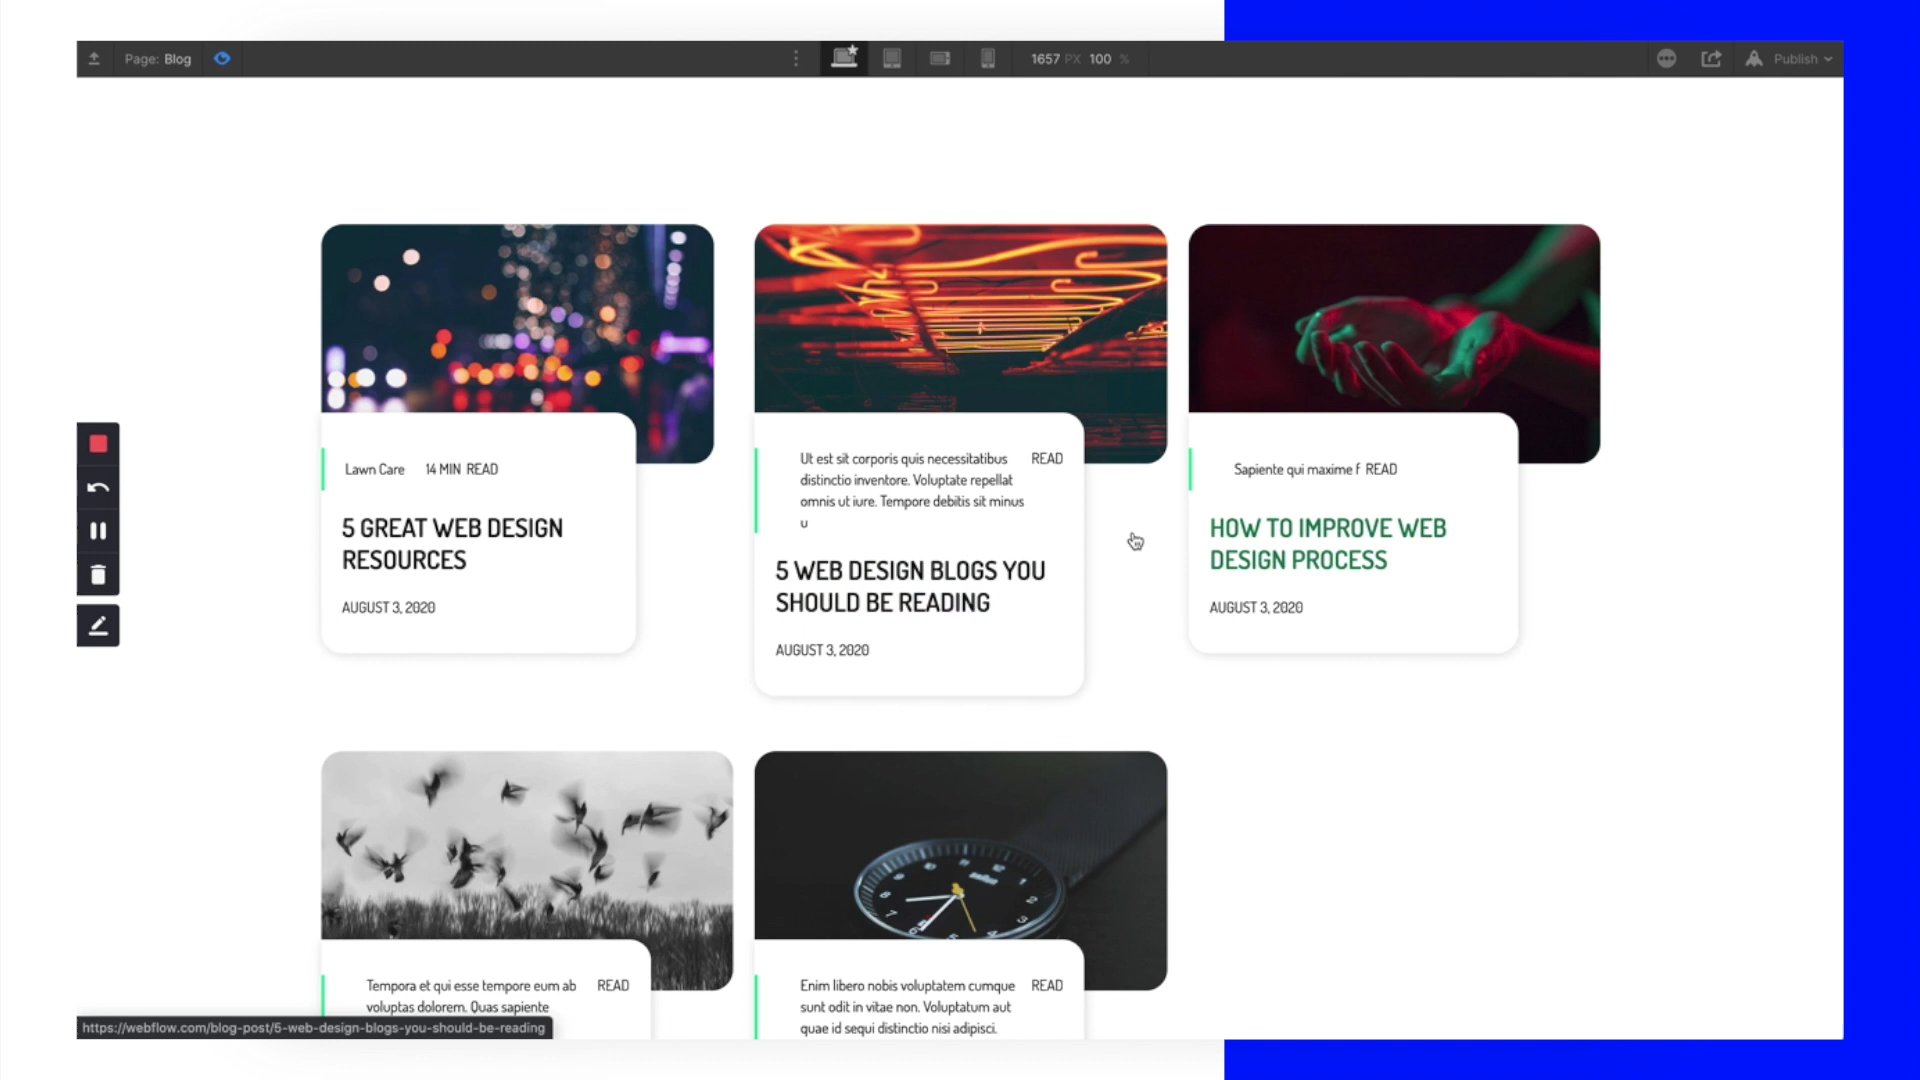 Page: Blog
1657 PX 100 %
Publish
Lawn Care 14 MIN READ
5 GREAT WEB DESIGN
RESOURCES
AUGUST 3, 2020
Ut est sit corporis quis necessitatibus READ
distinctio inventore. Voluptate repellat
omnis ut iure. Tempore debitis sit minus
u
5 WEB DESIGN BLOGS YOU
SHOULD BE READING
AUGUST 3, 2020
Sapiente qui maxime f READ
HOW TO IMPROVE WEB
DESIGN PROCESS
AUGUST 3, 2020
Tempora et qui esse tempore eum ab READ
voluptas dolorem. Quas sapiente
Enim libero nobis voluptatem cumque READ
sunt odit in vitae non. Voluptatum aut
quae id sequi distinctio nisi adipisci.
https://webflow.com/blog-post/5-web-design-blogs-you-should-be-reading